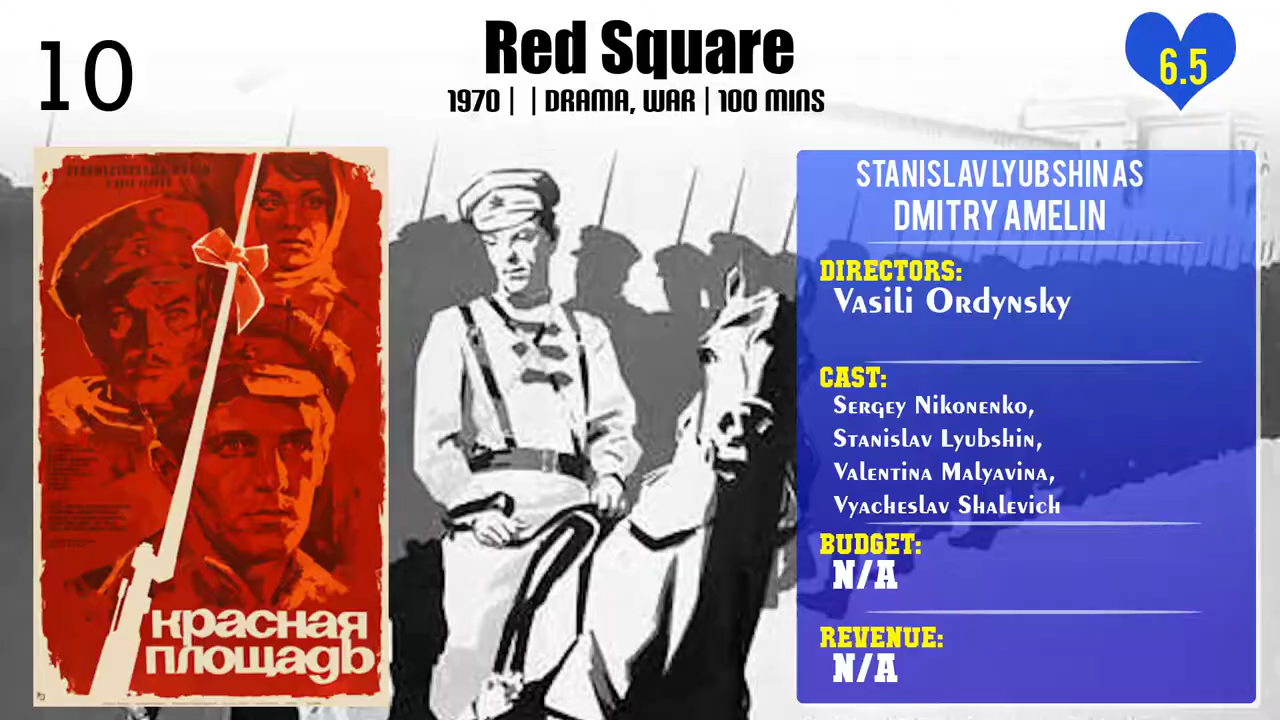 10
Red Square
1970 | | DRAMA, WAR | 100 MINS
6.5
красная
площадь
STANISLAV LYUBSHIN AS
DMITRY AMELIN
DIRECTORS:
Vasili Ordynsky
CAST:
Sergey Nikonenko,
Stanislav Lyubshin,
Valentina Malyavina,
Vyacheslav Shalevich
BUDGET:
N/A
REVENUE:
N/A